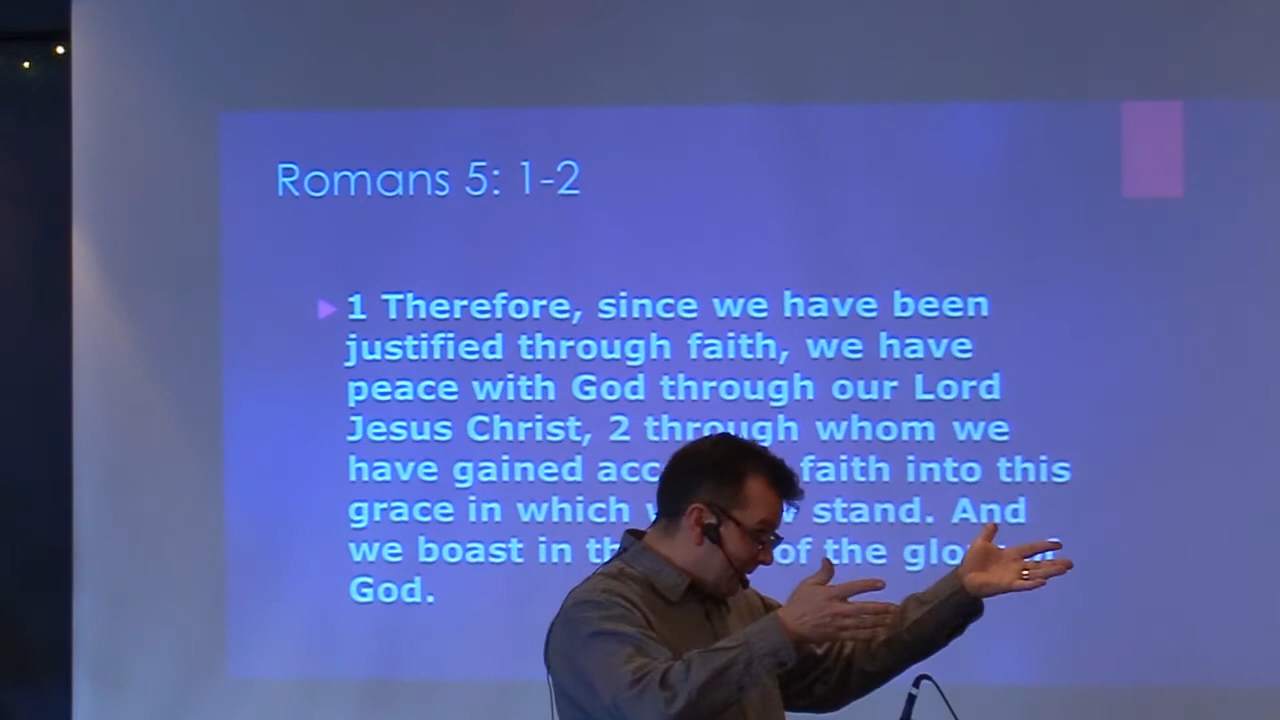 Romans 5: 1-2
1 Therefore, since we have been
justified through faith, we have
peace with God through our Lord
Jesus Christ, 2 through whom we
have gained faith into this
grace in which stand. And
we boast in of the
God.